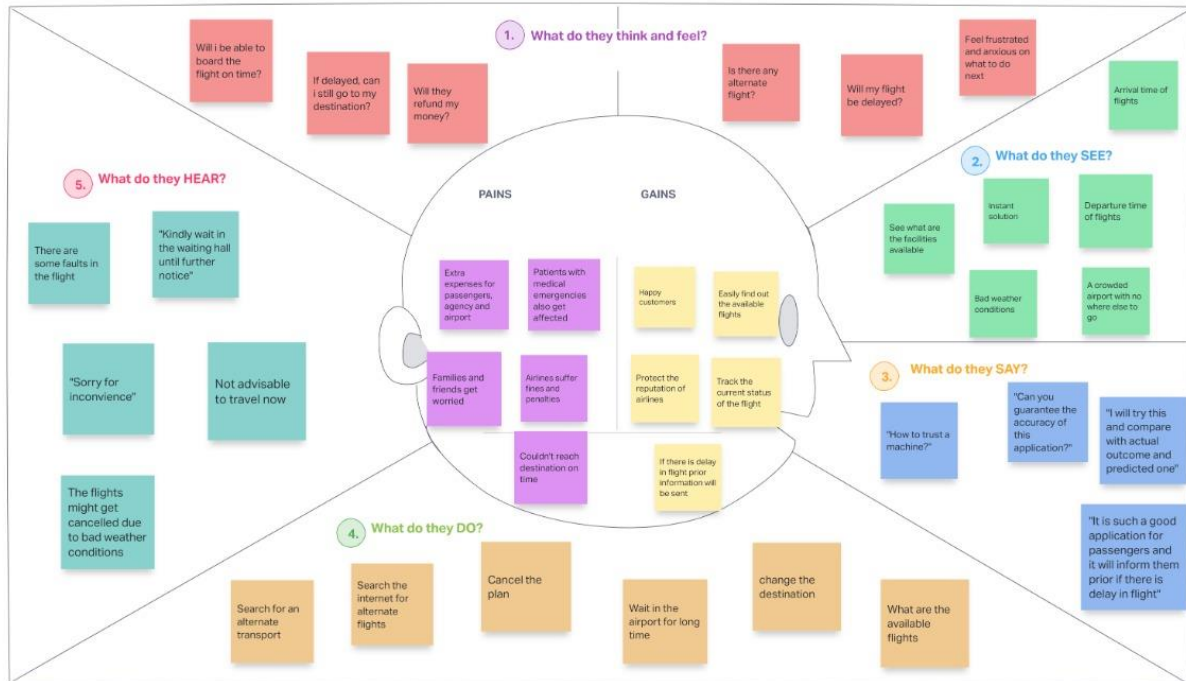 1. What do they think and feel?
Will i be able to
board the
flight on time?
If delayed, can
i still go to my
destination?
Will they
refund my
money?
Is there any
alternate
flight?
Will my flight
be delayed?
Feel frustrated
and anxious on
what to do
next
2. What do they SEE?
Arrival time of
flights
See what are
the facilities
available
Instant
solution
Departure time
of flights
Bad weather
conditions
A crowded
airport with no
where else to
go
3. What do they SAY?
"How to trust a
machine?"
"Can you
guarantee the
accuracy of
this
application?"
"I will try this
and compare
with actual
outcome and
predicted one"
"It is such a good
application for
passengers and
it will inform them
prior if there is
delay in flight"
4. What do they DO?
Search for an
alternate
transport
Search the
internet for
alternate
flights
Cancel the
plan
Wait in the
airport for long
time
change the
destination
What are the
available
flights
5. What do they HEAR?
There are
some faults in
the flight
"Kindly wait in
the waiting hall
until further
notice"
"Sorry for
inconvience"
Not advisable
to travel now
The flights
might get
cancelled due
to bad weather
conditions
PAINS
Extra
expenses for
passengers,
agency and
airport
Patients with
medical
emergencies
also get
affected
Families and
friends get
worried
Airlines suffer
fines and
penalties
Couldn't reach
destination on
time
GAINS
Happy
customers
Easily find out
the available
flights
Protect the
reputation of
airlines
Track the
current status
of the flight
If there is delay
in flight prior
information will
be sent